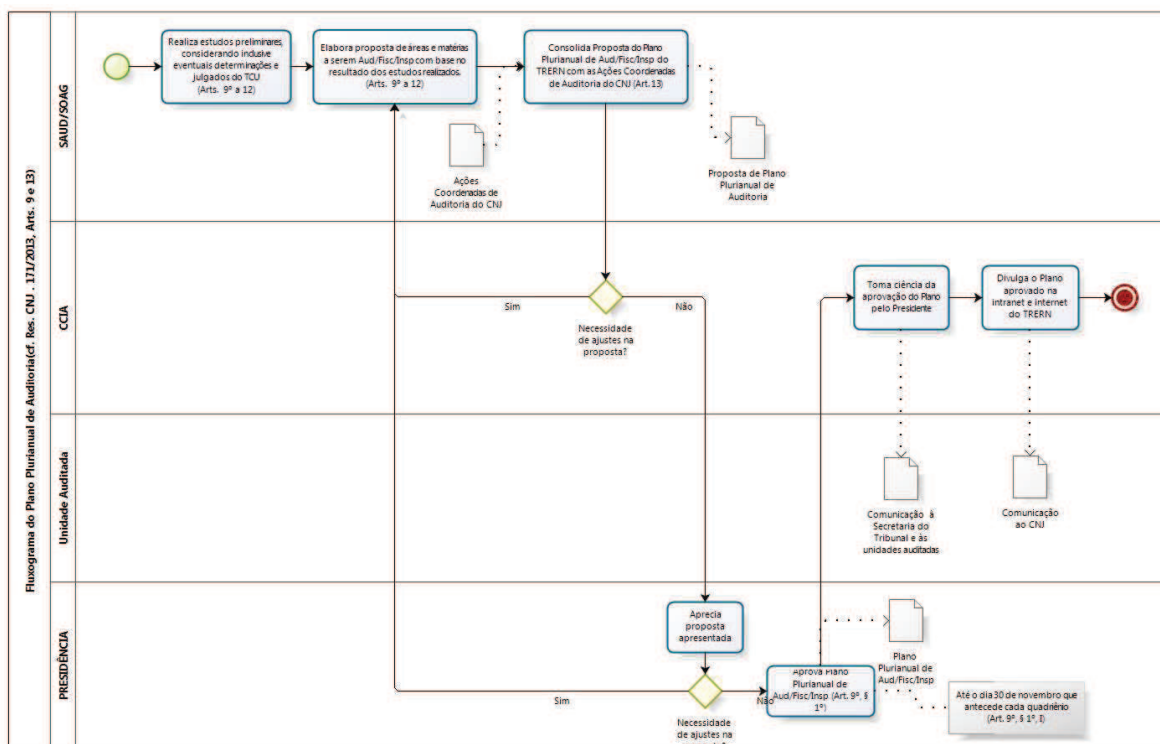 Fluxograma do Plano Plurianual de Auditoria(cf. Res. CNJ . 171/2013, Arts. 9 e 13)
SAUD/SOAG
Realiza estudos preliminares,
considerando inclusive
eventuais determinações e
julgados do TCU
(Arts. 9º a 12)
Elabora proposta de áreas e matérias
a serem Aud/Fisc/Insp com base no
resultado dos estudos realizados.
(Arts. 9º a 12)
Consolida Proposta do Plano
Plurianual de Aud/Fisc/Insp do
TRERN com as Ações Coordenadas
de Auditoria do CNJ (Art. 13)
Ações
Coordenadas de
Auditoria do CNJ
Proposta de Plano
Plurianual de
Auditoria
CCIA
Sim
Não
Necessidade
de ajustes na
proposta?
Toma ciência da
aprovação do Plano
pelo Presidente
Divulga o Plano
aprovado na
intranet e internet
do TRERN
Unidade Auditada
Comunicação à
Secretaria do
Tribunal e às
unidades auditadas
Comunicação
ao CNJ
PRESIDÊNCIA
Aprecia
proposta
apresentada
Sim
Não
Necessidade
de ajustes na
Aprova Plano
Plurianual de
Aud/Fisc/Insp (Art. 9º, §
1º)
Plano
Plurianual de
Aud/Fisc/Insp
Até o dia 30 de novembro que
antecede cada quadriênio
(Art. 9º, § 1º, I)